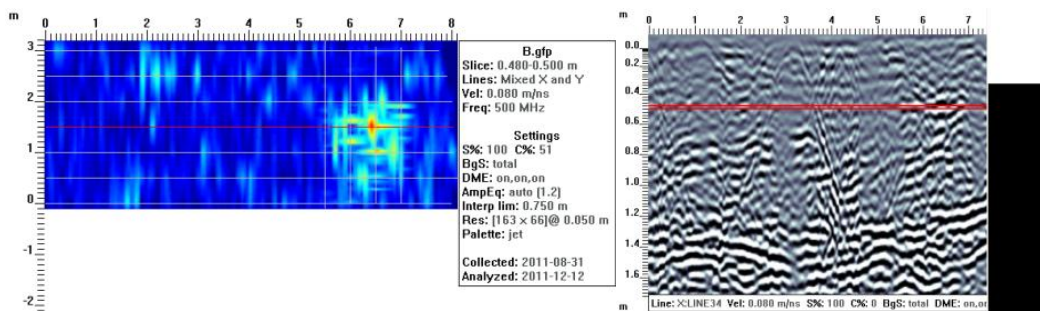 m
0 1 2 3 4 5 6 7 8
3
2
1
0
-1
-2
B.gfp
Slice: 0.480-0.500 m
Lines: Mixed X and Y
Vel: 0.080 m/ns
Freq: 500 MHz
Settings
S%: 100 C%: 51
BgS: total
DME: on,on,on
AmpEq: auto [1.2]
Interp lim: 0.750 m
Res: [163 × 66]@ 0.050 m
Palette: jet
Collected: 2011-08-31
Analyzed: 2011-12-12
m
0 1 2 3 4 5 6 7
0.0
0.2
0.4
0.6
0.8
1.0
1.2
1.4
1.6
m
Line: X:LINE34 Vel: 0.080 m/ns S%: 100 C%: 0 BgS: total DME: on,on